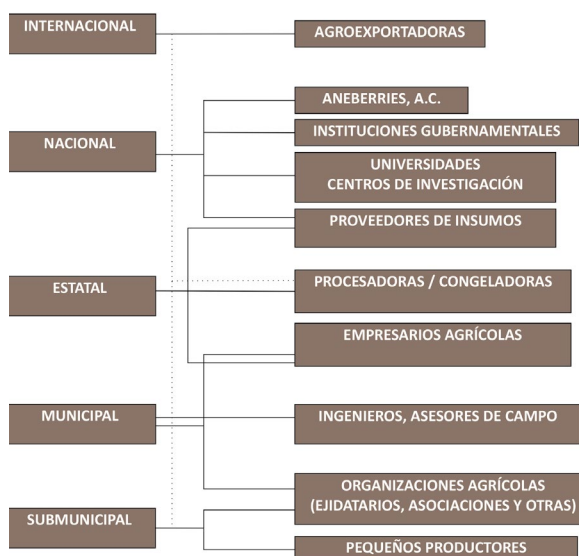 INTERNACIONAL
AGROEXPORTADORAS
ANEBERRIES, A.C.
INSTITUCIONES GUBERNAMENTALES
NACIONAL
UNIVERSIDADES
CENTROS DE INVESTIGACIÓN
PROVEEDORES DE INSUMOS
ESTATAL
PROCESADORAS / CONGELADORAS
EMPRESARIOS AGRÍCOLAS
MUNICIPAL
INGENIEROS, ASESORES DE CAMPO
ORGANIZACIONES AGRÍCOLAS
(EJIDATARIOS, ASOCIACIONES Y OTRAS)
SUBMUNICIPAL
PEQUEÑOS PRODUCTORES